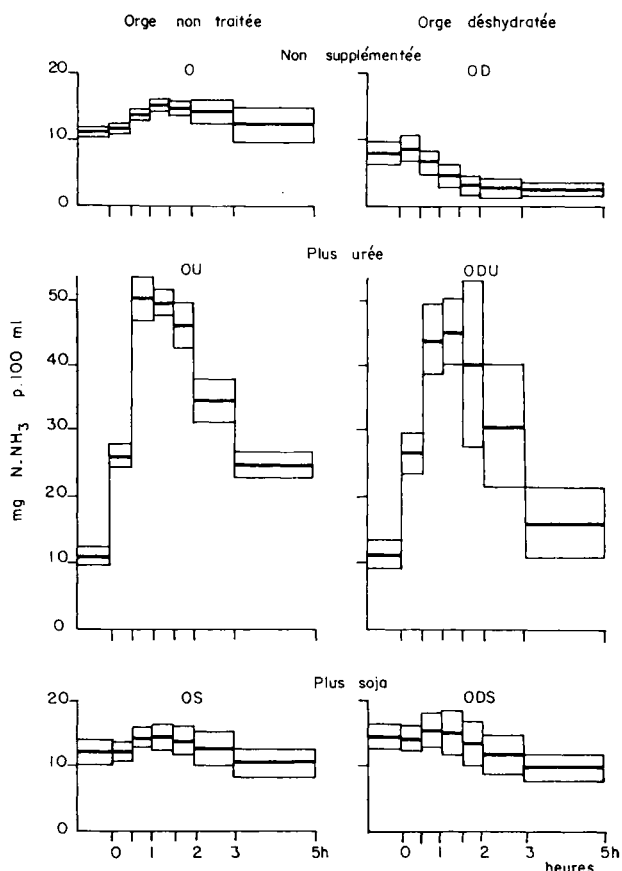 Orge non traitée Orge déshydratée
Non supplémentée
O OD
20
10
0
Plus urée
OU ODU
50
40
30
20
10
0
mg N.NH3 p.100 ml
Plus soja
OS ODS
20
10
0
0 1 2 3 5h 0 1 2 3 5h
heures